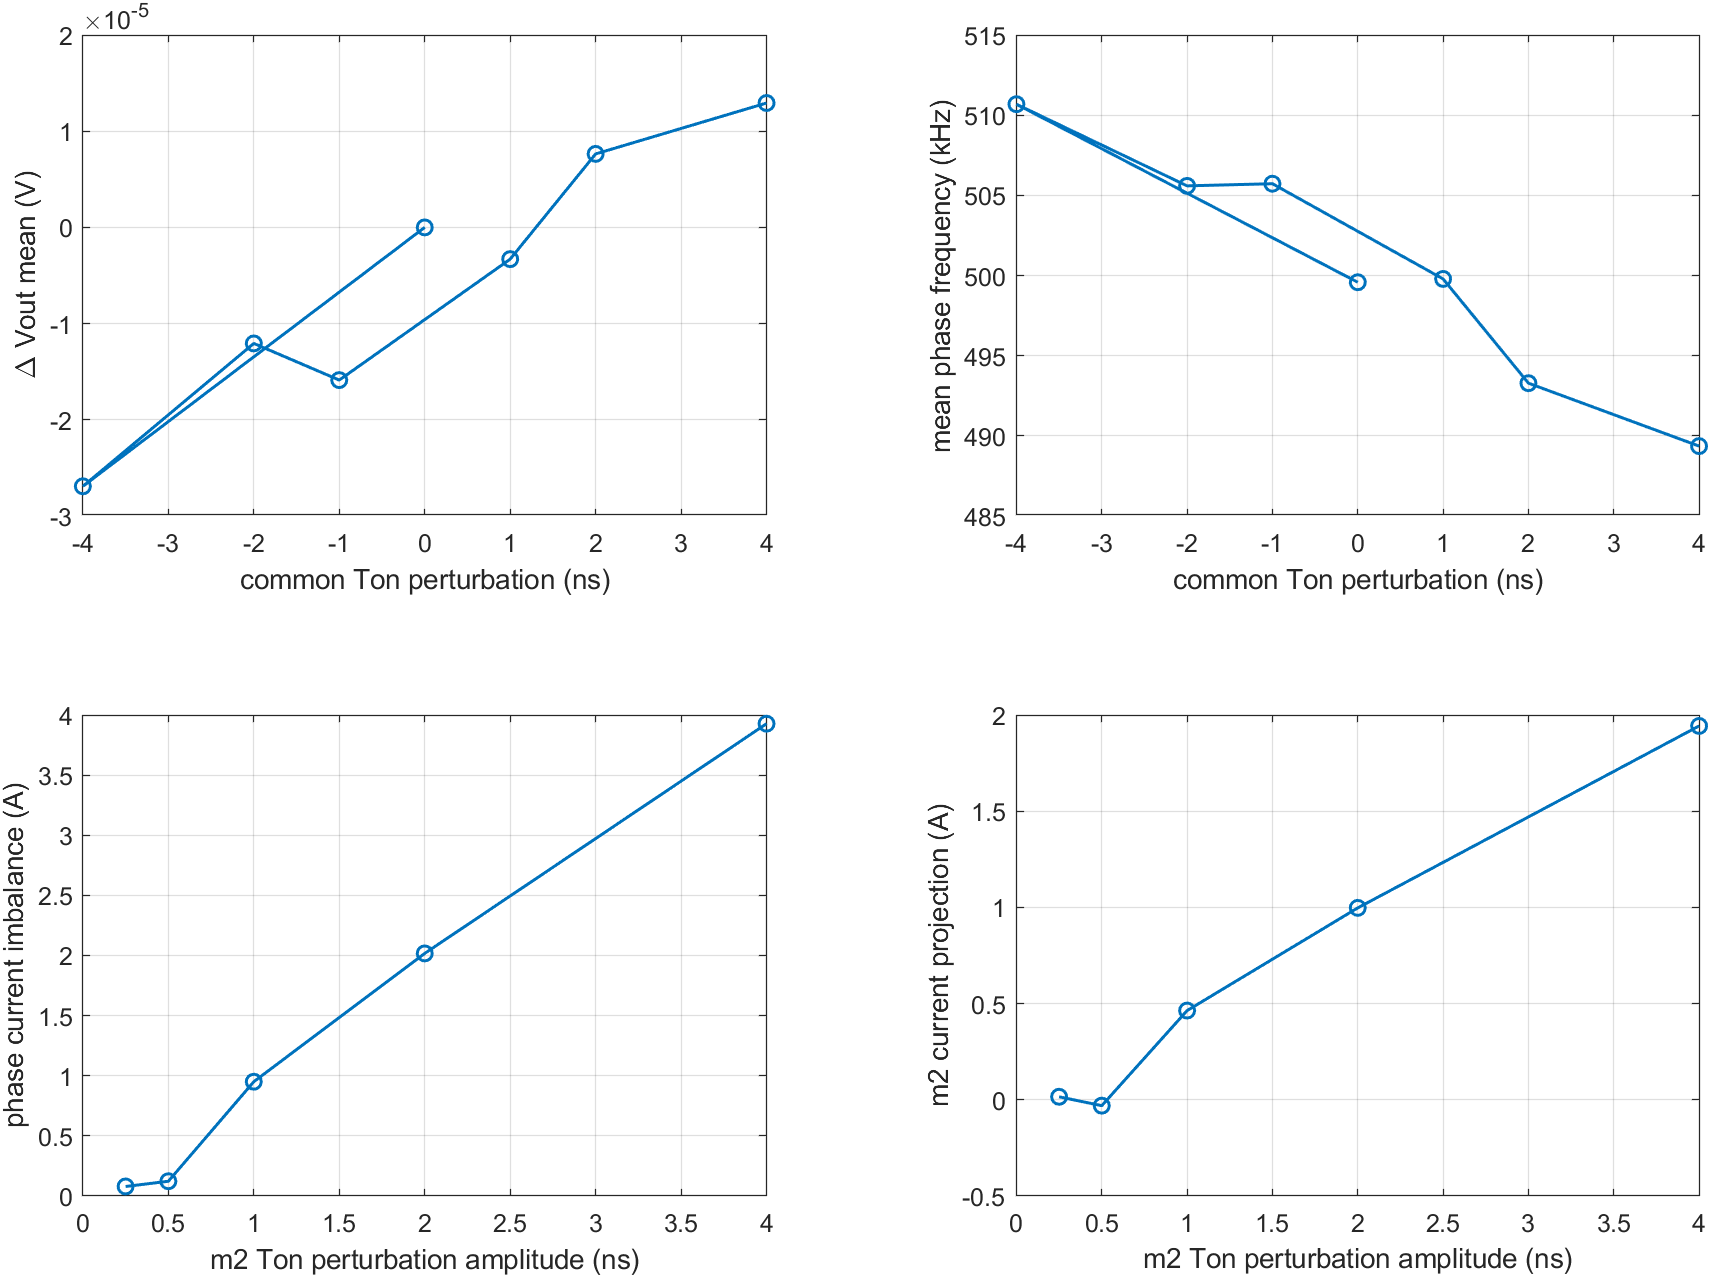 ×10-5
2
1
0
-1
-2
-3
Δ Vout mean (V)
-4 -3 -2 -1 0 1 2 3 4
common Ton perturbation (ns)
515
510
505
500
495
490
485
mean phase frequency (kHz)
-4 -3 -2 -1 0 1 2 3 4
common Ton perturbation (ns)
4
3.5
3
2.5
2
1.5
1
0.5
0
phase current imbalance (A)
0 0.5 1 1.5 2 2.5 3 3.5 4
m2 Ton perturbation amplitude (ns)
2
1.5
1
0.5
0
-0.5
m2 current projection (A)
0 0.5 1 1.5 2 2.5 3 3.5 4
m2 Ton perturbation amplitude (ns)